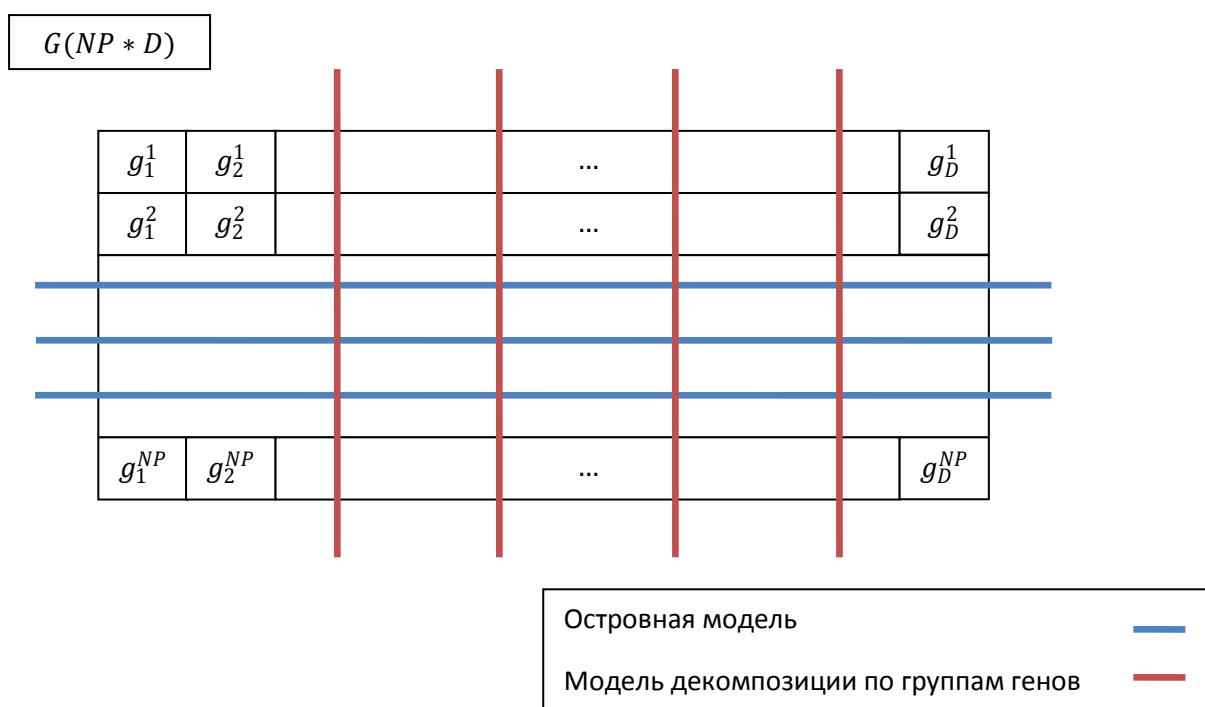 G(NP * D)
g_1^1 g_2^1 ... g_D^1
g_1^2 g_2^2 ... g_D^2
g_1^{NP} g_2^{NP} ... g_D^{NP}
Островная модель
Модель декомпозиции по группам генов